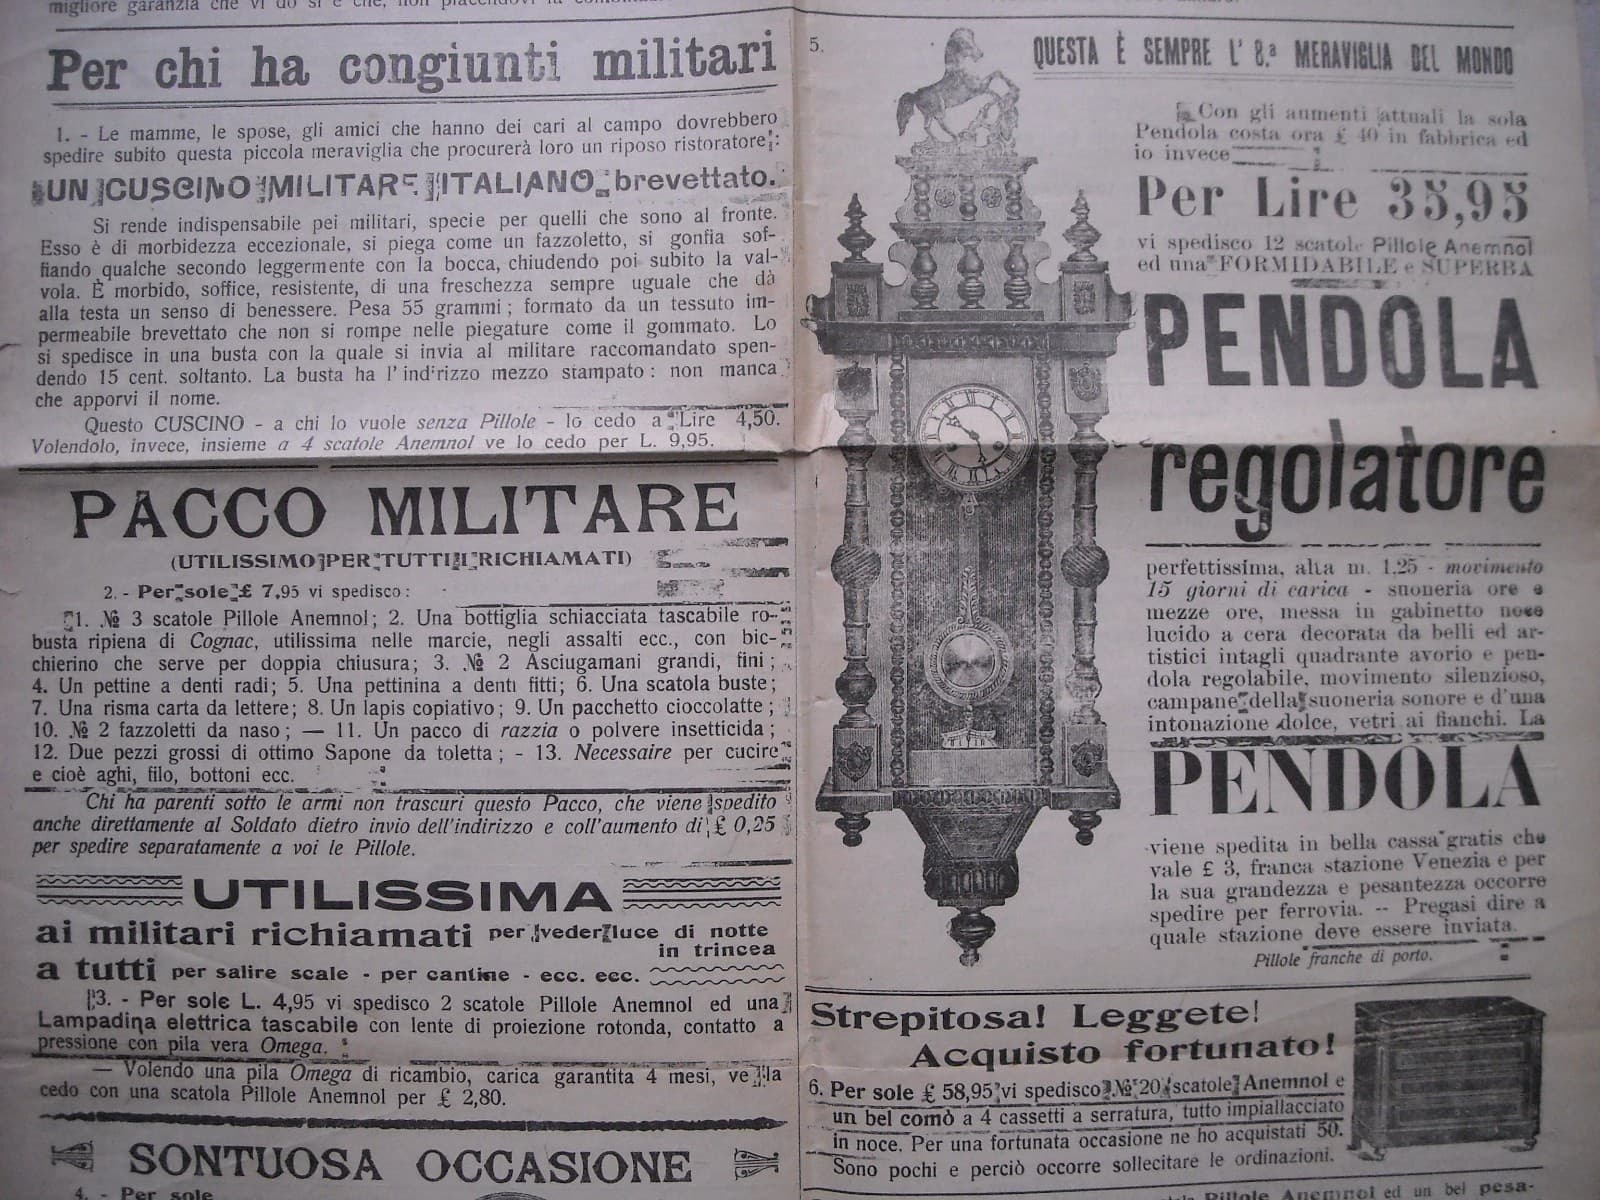 migliore garanzia che vi do si è che, non piacendovi la
Per chi ha congiunti militari
1. - Le mamme, le spose, gli amici che hanno dei cari al campo dovrebbero
spedire subito questa piccola meraviglia che procurerà loro un riposo ristoratore:
UN CUSCINO MILITARE ITALIANO brevettato.
Si rende indispensabile pei militari, specie per quelli che sono al fronte.
Esso è di morbidezza eccezionale, si piega come un fazzoletto, si gonfia sof-
fiando qualche secondo leggermente con la bocca, chiudendo poi subito la val-
vola. È morbido, soffice, resistente, di una freschezza sempre uguale che dà
alla testa un senso di benessere. Pesa 55 grammi; formato da un tessuto im-
permeabile brevettato che non si rompe nelle piegature come il gommato. Lo
si spedisce in una busta con la quale si invia al militare raccomandato spen-
dendo 15 cent. soltanto. La busta ha l'indirizzo mezzo stampato: non manca
che apporvi il nome.
Questo CUSCINO - a chi lo vuole senza Pillole - lo cedo a Lire 4,50.
Volendolo, invece, insieme a 4 scatole Anemnol ve lo cedo per L. 9,95.
PACCO MILITARE
(UTILISSIMO PER TUTTI I RICHIAMATI)
2. - Per sole £ 7,95 vi spedisco:
1. № 3 scatole Pillole Anemnol; 2. Una bottiglia schiacciata tascabile ro-
busta ripiena di Cognac, utilissima nelle marcie, negli assalti ecc., con bic-
chierino che serve per doppia chiusura; 3. № 2 Asciugamani grandi, fini;
4. Un pettine a denti radi; 5. Una pettinina a denti fitti; 6. Una scatola buste;
7. Una risma carta da lettere; 8. Un lapis copiativo; 9. Un pacchetto cioccolatte;
10. № 2 fazzoletti da naso; — 11. Un pacco di razzia o polvere insetticida;
12. Due pezzi grossi di ottimo Sapone da toletta; - 13. Necessaire per cucire
e cioè aghi, filo, bottoni ecc.
Chi ha parenti sotto le armi non trascuri questo Pacco, che viene spedito
anche direttamente al Soldato dietro invio dell'indirizzo e coll'aumento di £ 0,25
per spedire separatamente a voi le Pillole.
UTILISSIMA
ai militari richiamati per veder luce di notte
in trincea
a tutti per salire scale - per cantine - ecc. ecc.
3. - Per sole L. 4,95 vi spedisco 2 scatole Pillole Anemnol ed una
Lampadina elettrica tascabile con lente di proiezione rotonda, contatto a
pressione con pila vera Omega.
— Volendo una pila Omega di ricambio, carica garantita 4 mesi, ve la
cedo con una scatola Pillole Anemnol per £ 2,80.
SONTUOSA OCCASIONE
4. - Per sole
5.
QUESTA È SEMPRE L' 8.ª MERAVIGLIA DEL MONDO
Con gli aumenti attuali la sola
Pendola costa ora £ 40 in fabbrica ed
io invece
Per Lire 35,95
vi spedisco 12 scatole Pillole Anemnol
ed una FORMIDABILE e SUPERBA
PENDOLA
regolatore
perfettissima, alta m. 1,25 - movimento
15 giorni di carica - suoneria ore e
mezze ore, messa in gabinetto noce
lucido a cera decorata da belli ed ar-
tistici intagli quadrante avorio e pen-
dola regolabile, movimento silenzioso,
campane della suoneria sonore e d'una
intonazione dolce, vetri ai fianchi. La
PENDOLA
viene spedita in bella cassa gratis che
vale £ 3, franca stazione Venezia e per
la sua grandezza e pesantezza occorre
spedire per ferrovia. -- Pregasi dire a
quale stazione deve essere inviata.
Pillole franche di porto.
Strepitosa! Leggete!
Acquisto fortunato!
6. Per sole £ 58,95 vi spedisco № 20 scatole Anemnol e
un bel comò a 4 cassetti a serratura, tutto impiallacciato
in noce. Per una fortunata occasione ne ho acquistati 50.
Sono pochi e perciò occorre sollecitare le ordinazioni.
Pillole Anemnol ed un bel pesa-